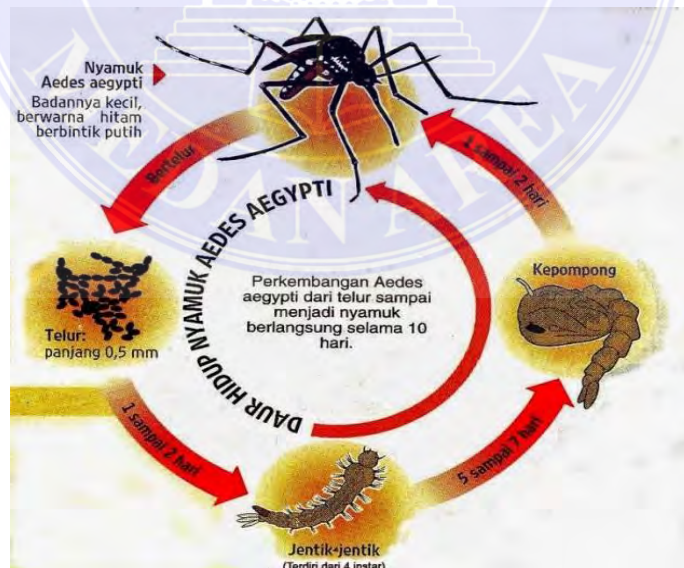 Nyamuk
Aedes aegypti
Badannya kecil,
berwarna hitam
berbintik putih
Bertelur
1 sampai 2 hari
DAUR HIDUP NYAMUK AEDES AEGYPTI
Perkembangan Aedes
aegypti dari telur sampai
menjadi nyamuk
berlangsung selama 10
hari.
Kepompong
Telur:
panjang 0,5 mm
1 sampai 2 hari
5 sampai 7 hari
Jentik-jentik
(Terdiri dari 4 instar)
MEDAN AREA